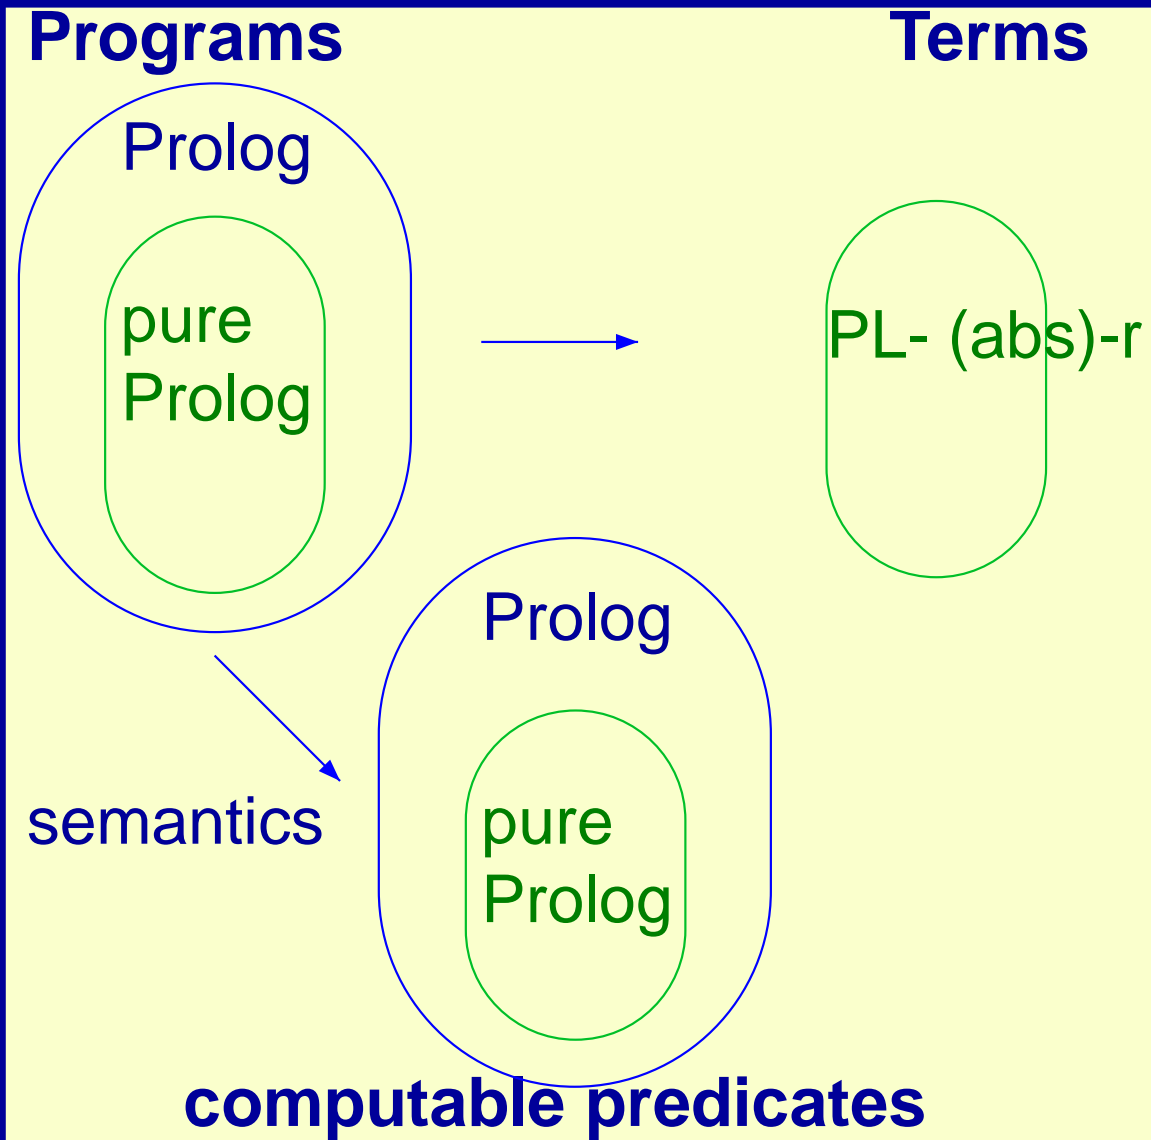 Programs
Terms
Prolog
pure
Prolog
PL- (abs)-r
Prolog
semantics
pure
Prolog
computable predicates